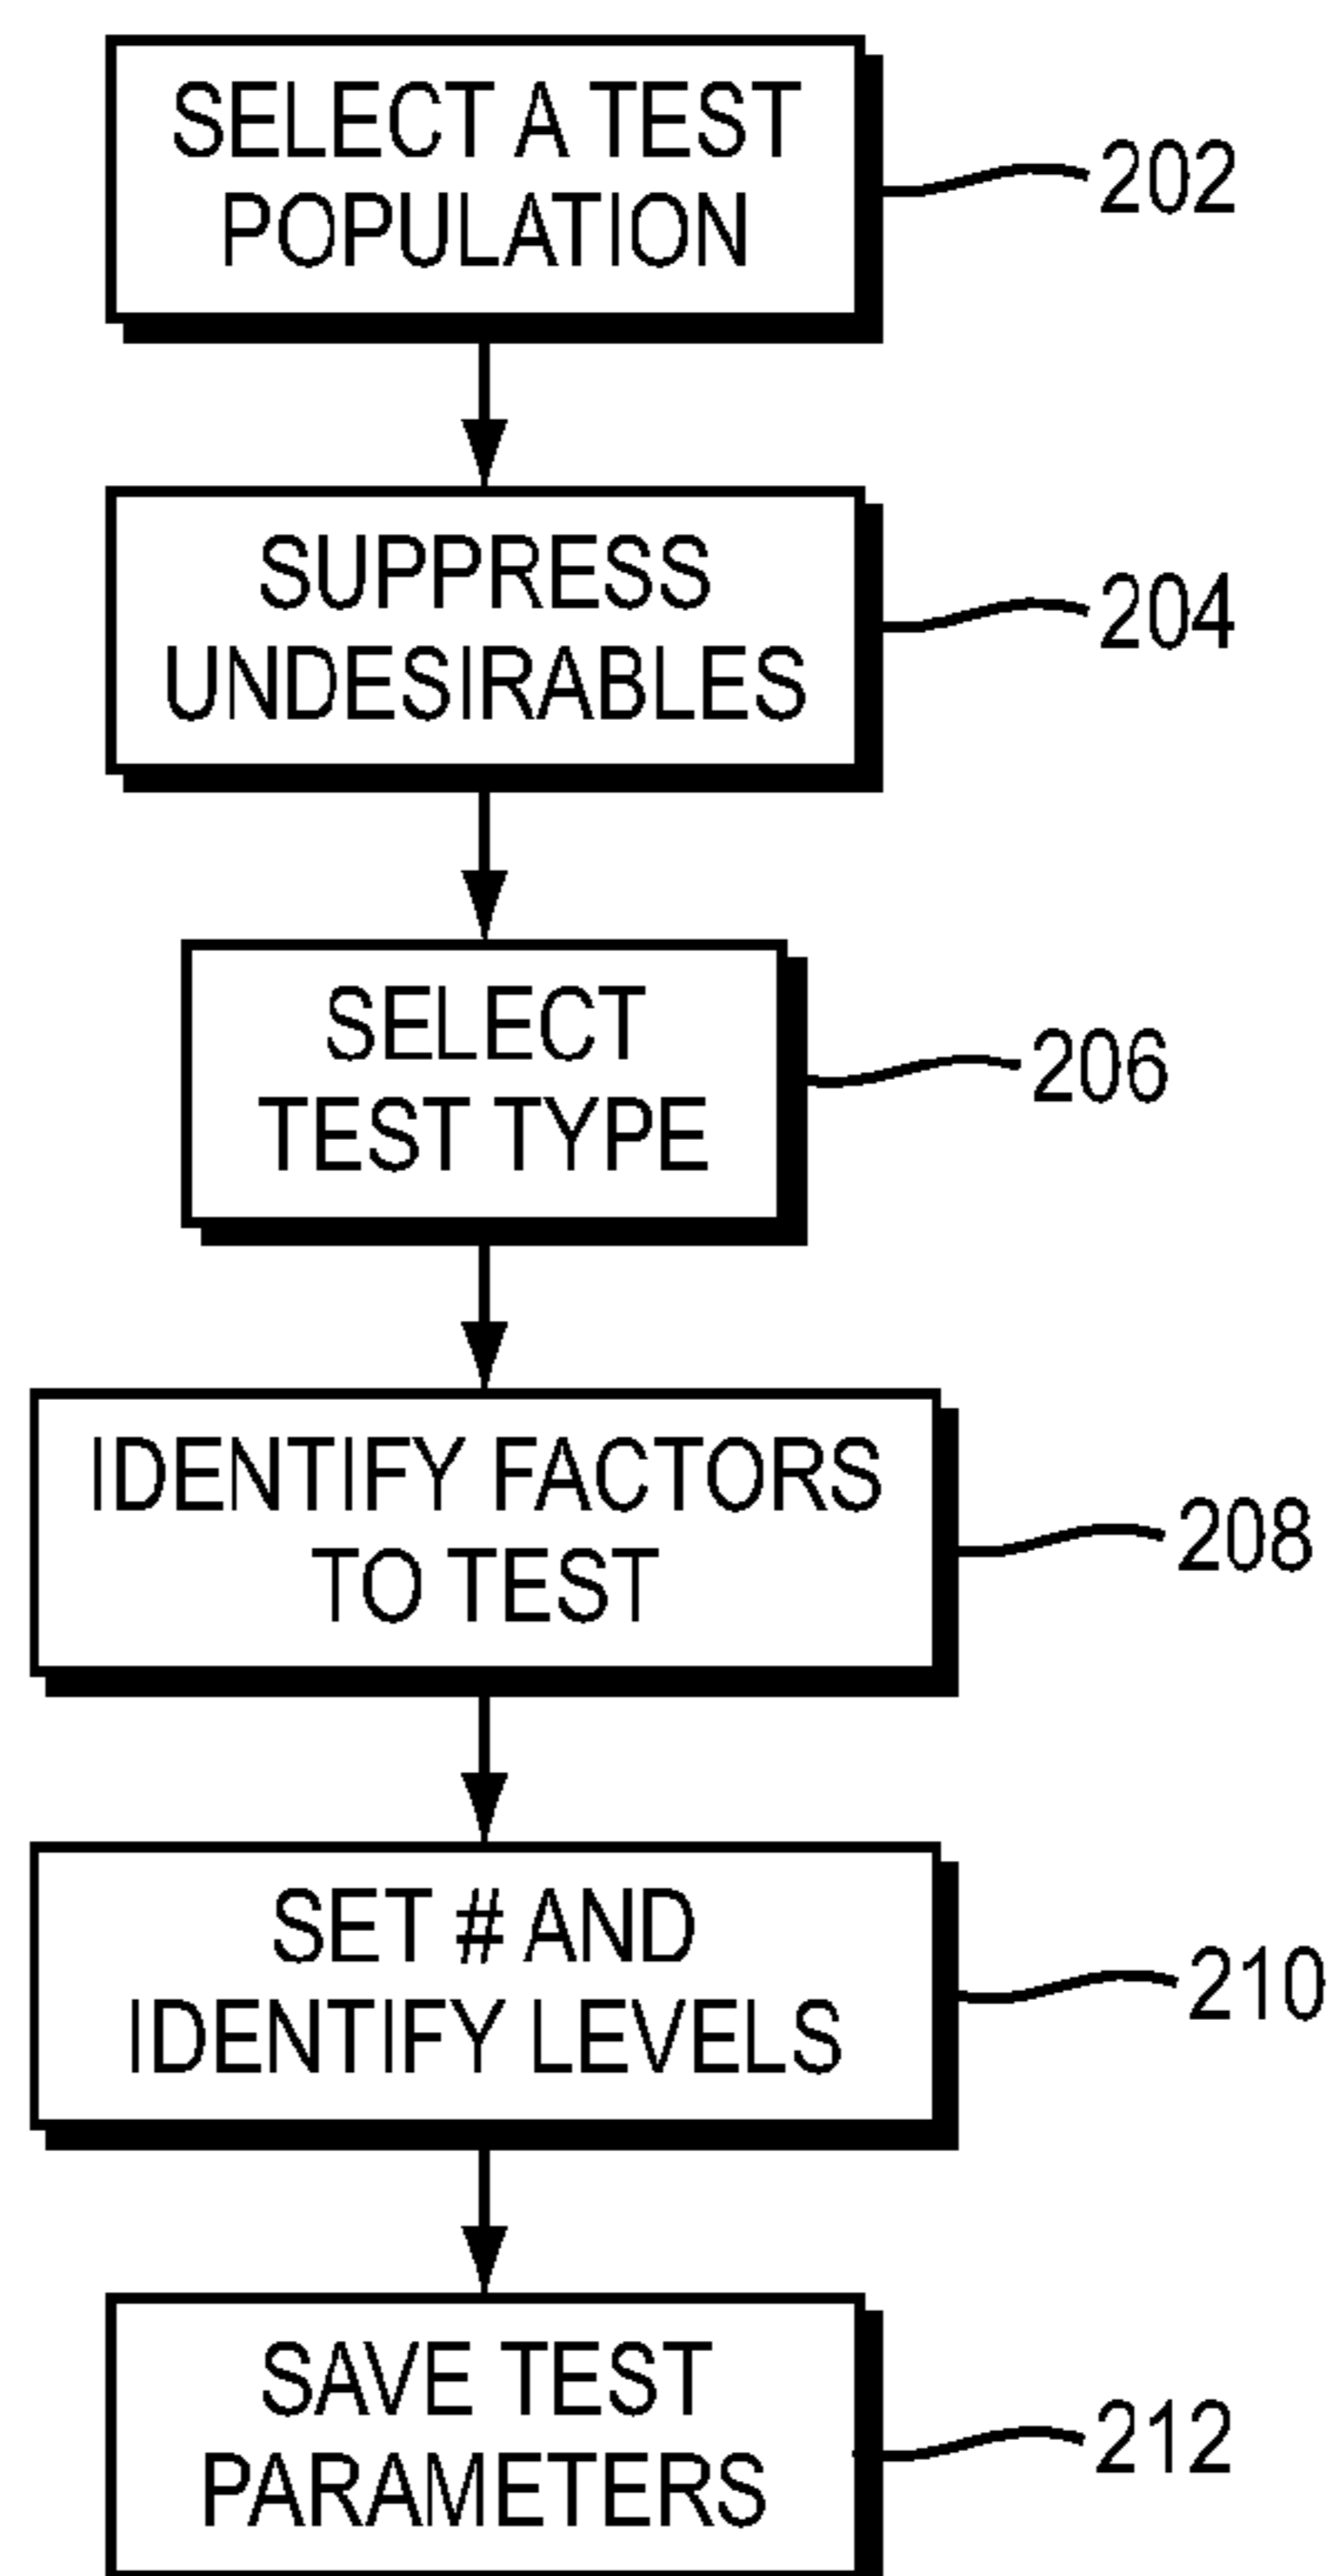 SELECT A TEST
POPULATION
202
SUPPRESS
UNDESIRABLES
204
SELECT
TEST TYPE
206
IDENTIFY FACTORS
TO TEST
208
SET # AND
IDENTIFY LEVELS
210
SAVE TEST
PARAMETERS
212